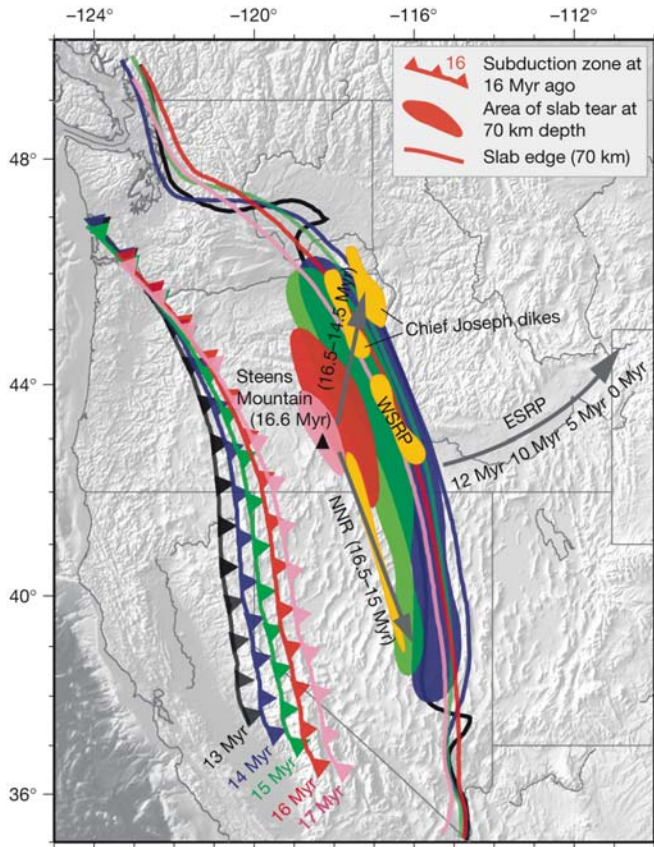 −124°
−120°
−116°
−112°
16
Subduction zone at
16 Myr ago
Area of slab tear at
70 km depth
Slab edge (70 km)
48°
44°
40°
36°
Chief Joseph dikes
(16.5–14.5 Myr)
Steens
Mountain
(16.6 Myr)
WSRP
ESRP
12 Myr 10 Myr 5 Myr 0 Myr
NNR (16.5–15 Myr)
13 Myr
14 Myr
15 Myr
16 Myr
17 Myr